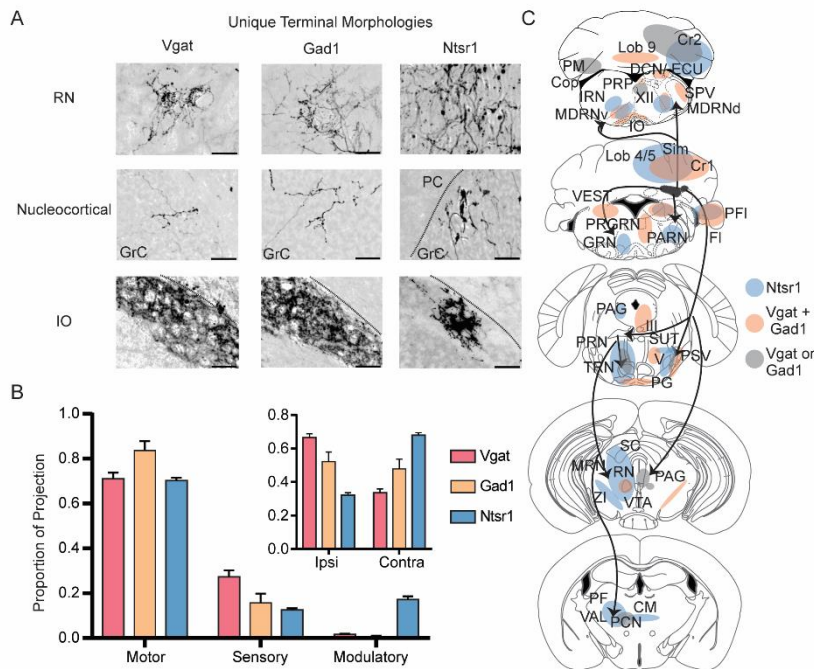 A
Unique Terminal Morphologies
Vgat
Gad1
Ntsr1
RN
Nucleocortical
GrC
GrC
PC
GrC
IO
B
Proportion of Projection
1.0
0.8
0.6
0.4
0.2
0.0
Motor
Sensory
Modulatory
0.6
0.4
0.2
0.0
Ipsi
Contra
Vgat
Gad1
Ntsr1
C
Lob 9
Cr2
PM
DCN/ ECU
Cop
PRP
SPV
IRN
XII
MDRNd
MDRNv
IO
Lob 4/5
Sim
Cr1
VEST
PFl
PRGRN
GRN
PARN
Fl
PAG
III
PRN
SUT
PSV
V
TRN
PG
SC
MRN
RN
PAG
ZI
VTA
PF
CM
VAL
PCN
Ntsr1
Vgat +
Gad1
Vgat or
Gad1